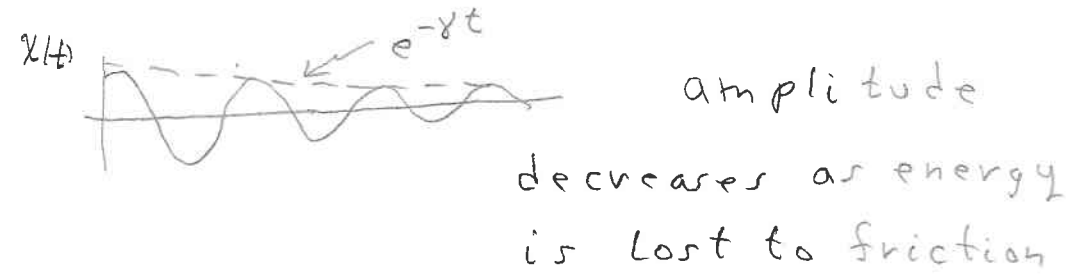 x(t)
e^{-γt}
amplitude
decreases as energy
is lost to friction